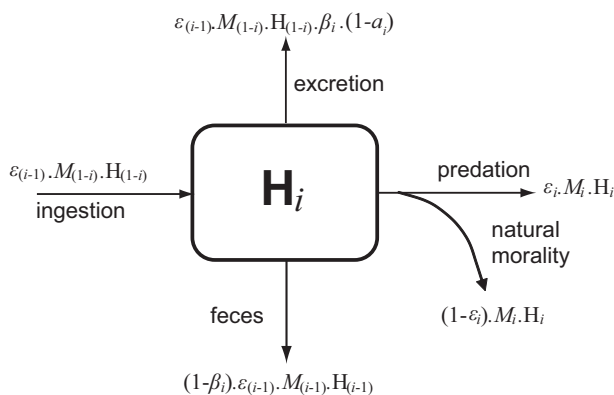 ε(i-1).M(1-i).H(1-i).βi.(1-ai)
excretion
ε(i-1).M(1-i).H(1-i)
ingestion
Hi
predation
εi.Mi.Hi
natural
morality
(1-εi).Mi.Hi
feces
(1-βi).ε(i-1).M(i-1).H(i-1)